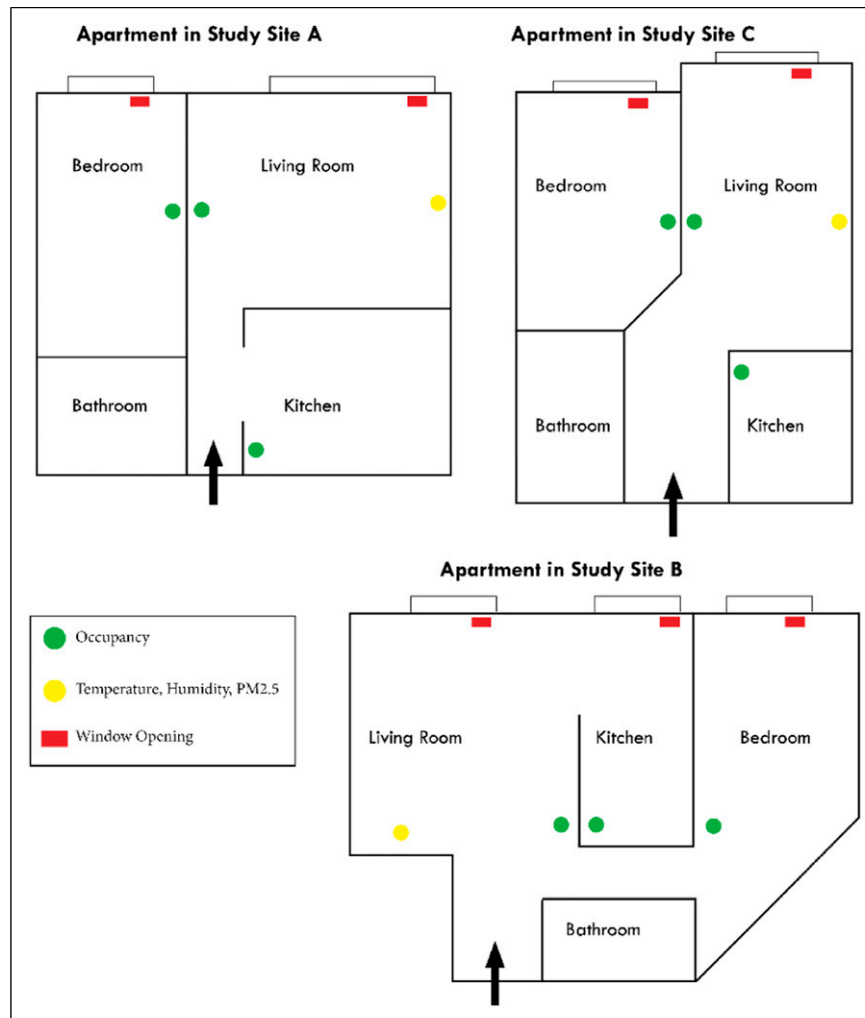 Apartment in Study Site A
Bedroom
Living Room
Bathroom
Kitchen
Apartment in Study Site C
Bedroom
Living Room
Bathroom
Kitchen
Apartment in Study Site B
Living Room
Kitchen
Bedroom
Bathroom
Occupancy
Temperature, Humidity, PM2.5
Window Opening